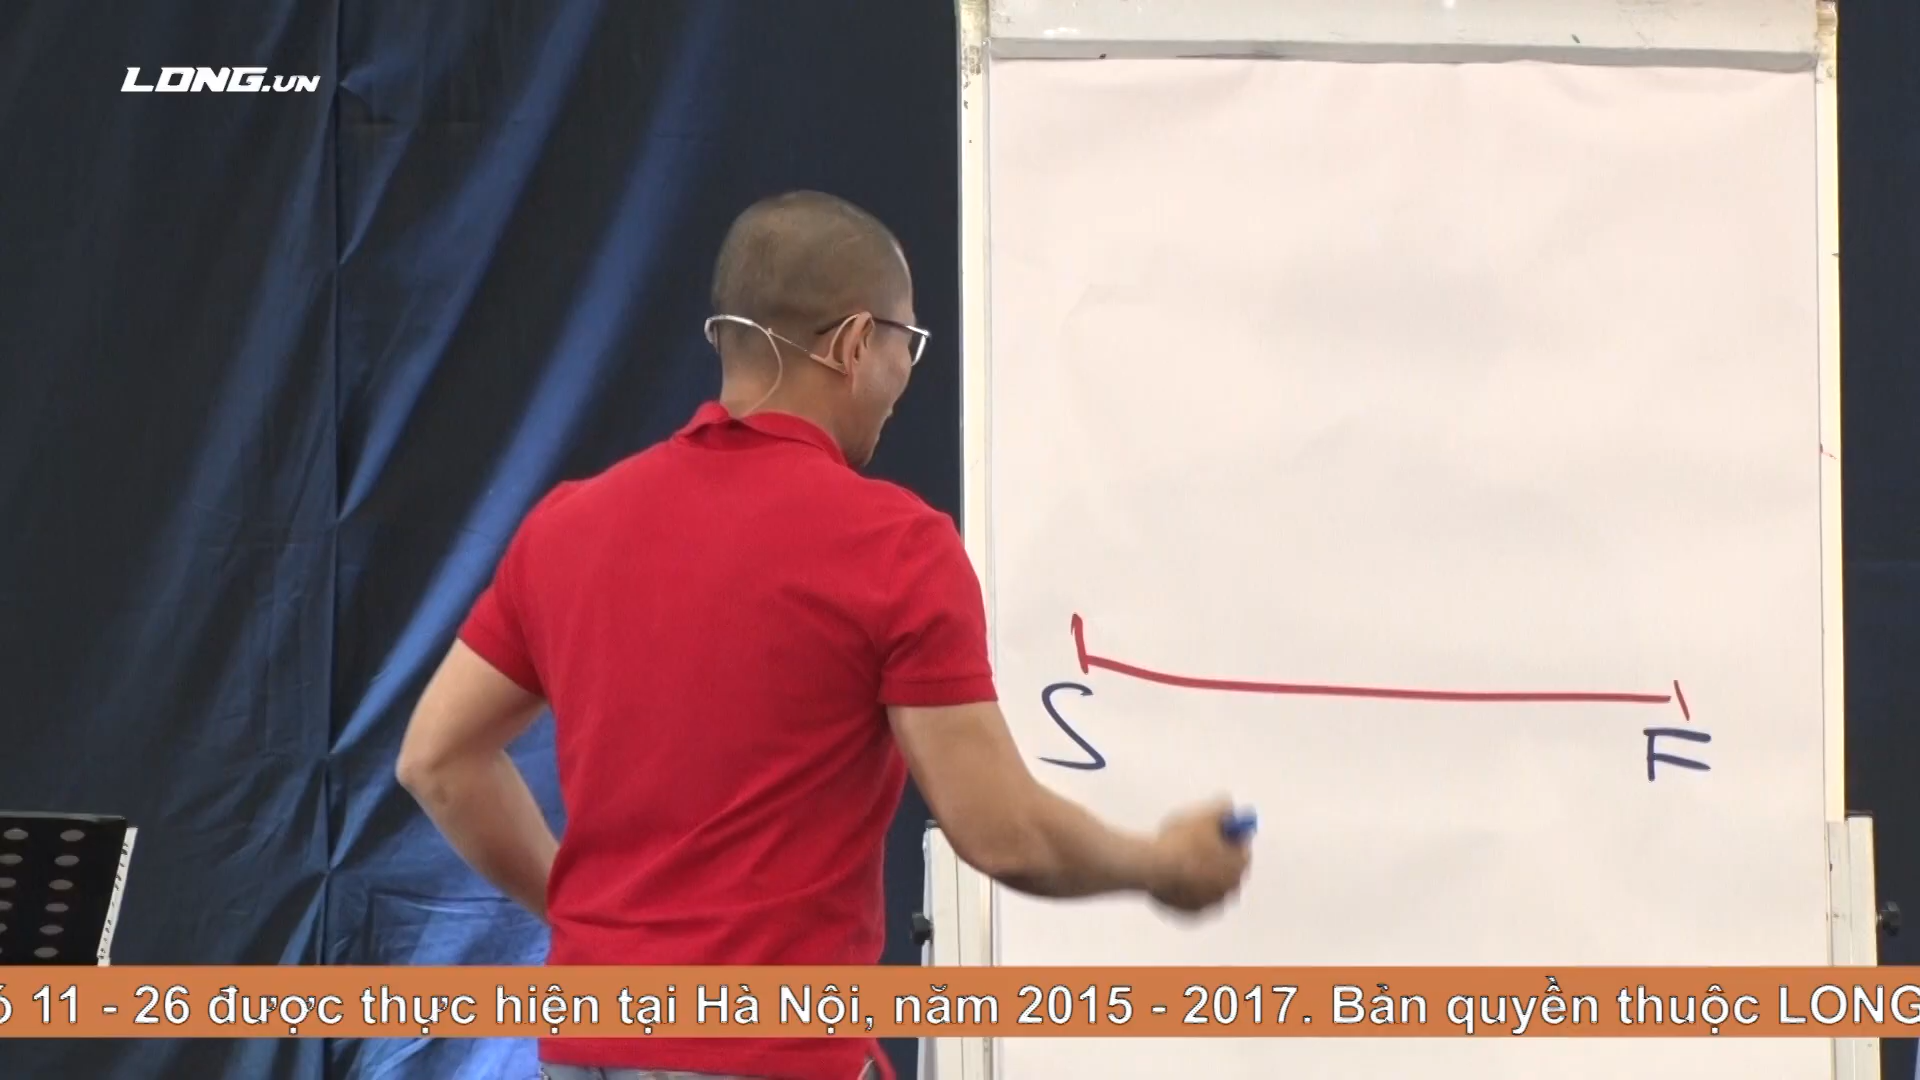 LONG.VN
S
F
11 - 26 được thực hiện tại Hà Nội, năm 2015 - 2017. Bản quyền thuộc LONG